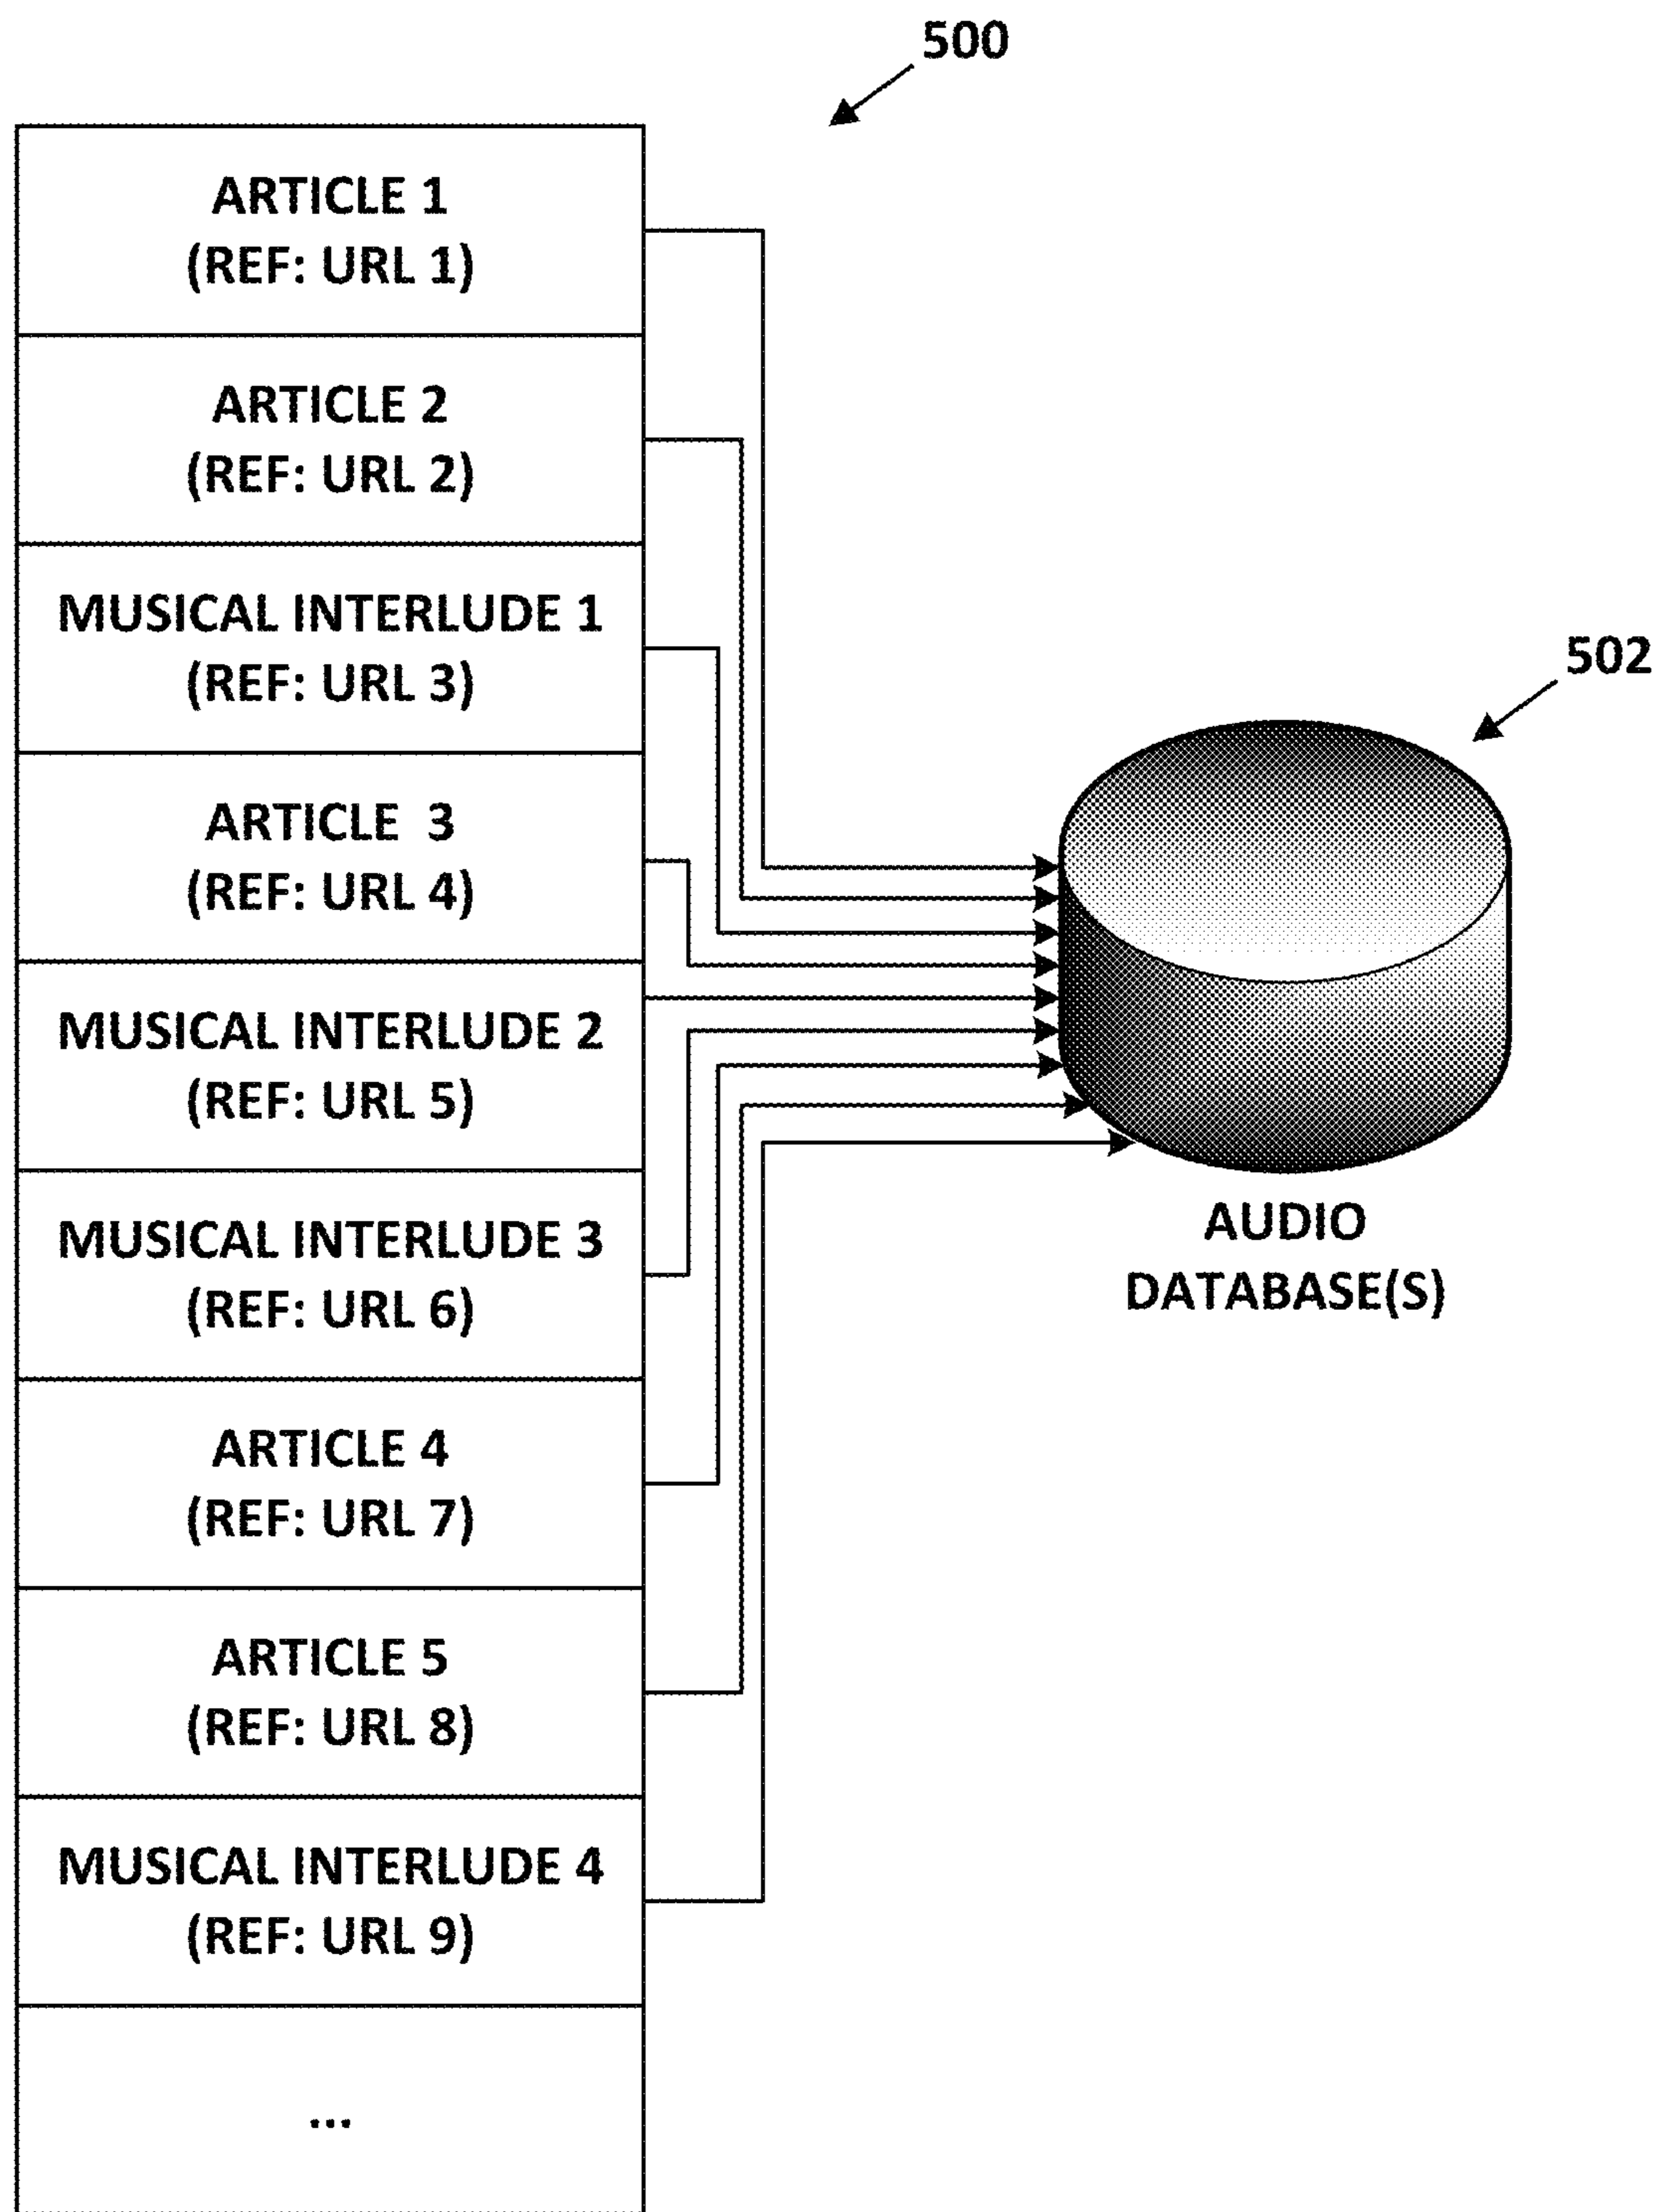 500
ARTICLE 1
(REF: URL 1)
ARTICLE 2
(REF: URL 2)
MUSICAL INTERLUDE 1
(REF: URL 3)
502
ARTICLE 3
(REF: URL 4)
MUSICAL INTERLUDE 2
(REF: URL 5)
MUSICAL INTERLUDE 3
(REF: URL 6)
AUDIO
DATABASE(S)
ARTICLE 4
(REF: URL 7)
ARTICLE 5
(REF: URL 8)
MUSICAL INTERLUDE 4
(REF: URL 9)
...